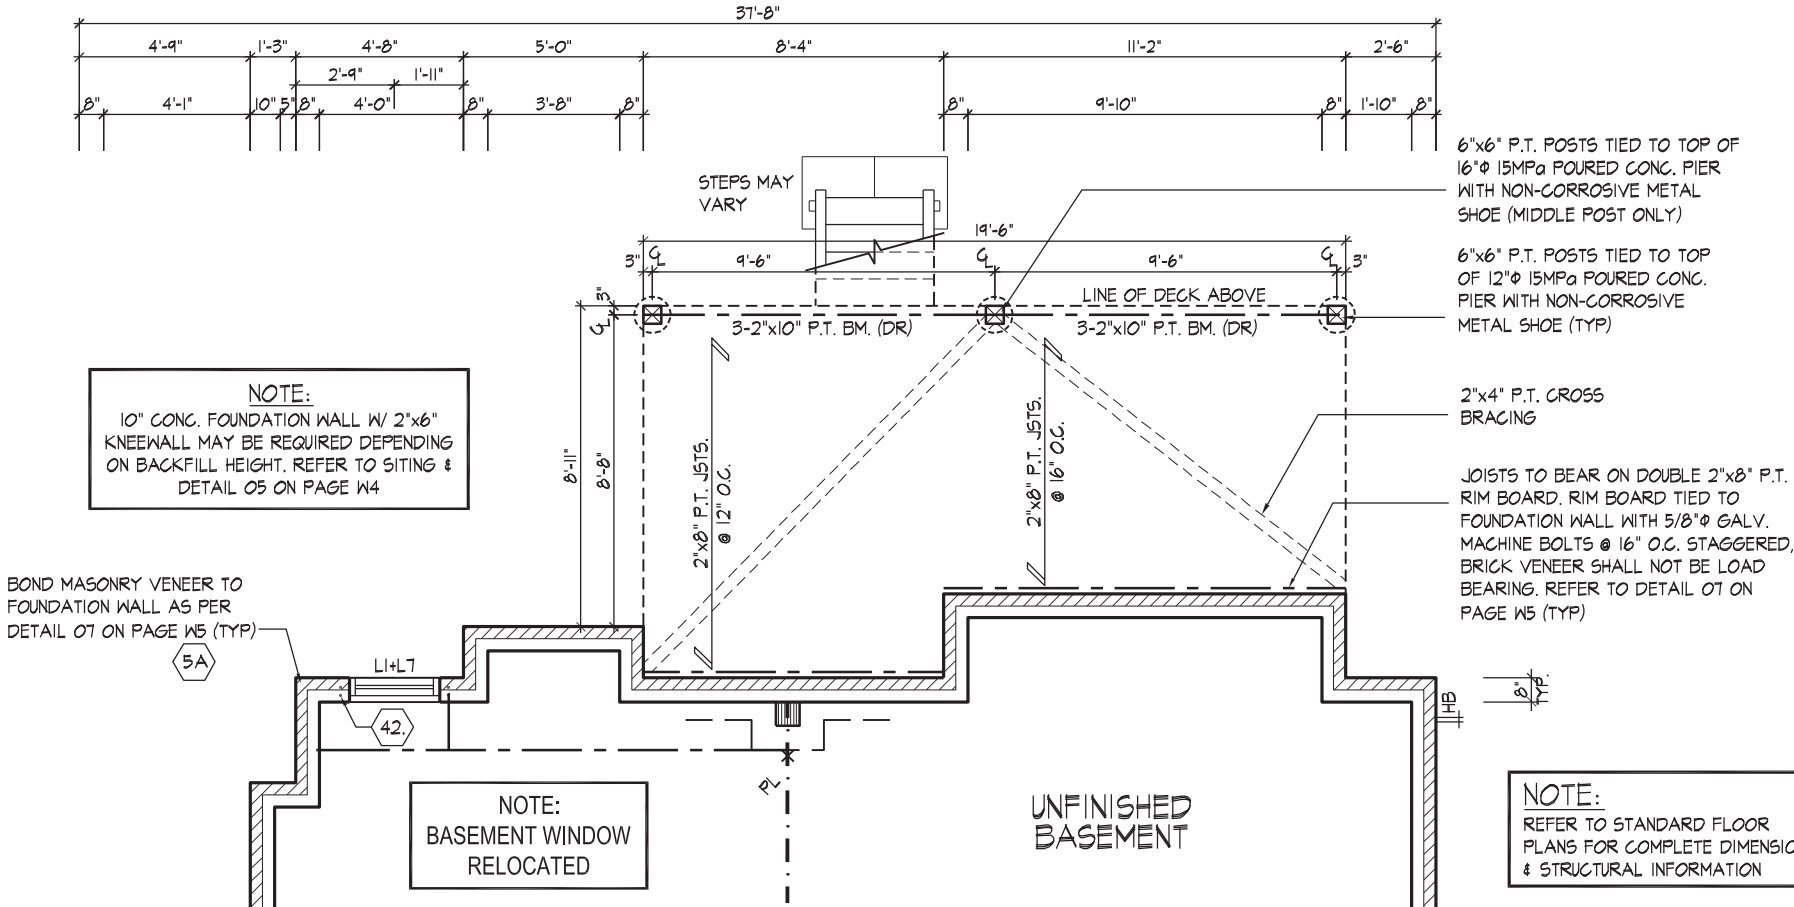 37'-8"
4'-9" 1'-3" 4'-8" 5'-0" 8'-4" 11'-2" 2'-6"
2'-9" 1'-11"
8" 4'-1" 10" 5" 8" 4'-0" 8" 3'-8" 8" 8" 9'-10" 8" 1'-10" 8"
STEPS MAY
VARY
19'-6"
3" CL 9'-6" CL 9'-6" CL 3"
3"
CL
LINE OF DECK ABOVE
3-2"x10" P.T. BM. (DR)
3-2"x10" P.T. BM. (DR)
6"x6" P.T. POSTS TIED TO TOP OF
16"Φ 15MPa POURED CONC. PIER
WITH NON-CORROSIVE METAL
SHOE (MIDDLE POST ONLY)
6"x6" P.T. POSTS TIED TO TOP
OF 12"Φ 15MPa POURED CONC.
PIER WITH NON-CORROSIVE
METAL SHOE (TYP)
2"x4" P.T. CROSS
BRACING
JOISTS TO BEAR ON DOUBLE 2"x8" P.T.
RIM BOARD. RIM BOARD TIED TO
FOUNDATION WALL WITH 5/8"Φ GALV.
MACHINE BOLTS @ 16" O.C. STAGGERED,
BRICK VENEER SHALL NOT BE LOAD
BEARING. REFER TO DETAIL 07 ON
PAGE W5 (TYP)
NOTE:
10" CONC. FOUNDATION WALL W/ 2"x6"
KNEEWALL MAY BE REQUIRED DEPENDING
ON BACKFILL HEIGHT. REFER TO SITING &
DETAIL 05 ON PAGE W4
8'-11"
8'-8"
2"x8" P.T. JSTS.
@ 12" O.C.
2"x8" P.T. JSTS.
@ 16" O.C.
BOND MASONRY VENEER TO
FOUNDATION WALL AS PER
DETAIL 07 ON PAGE W5 (TYP)
5A
L1+L7
42.
HB
8"
TYP.
PL
NOTE:
BASEMENT WINDOW
RELOCATED
UNFINISHED
BASEMENT
NOTE:
REFER TO STANDARD FLOOR
PLANS FOR COMPLETE DIMENSIO
& STRUCTURAL INFORMATION